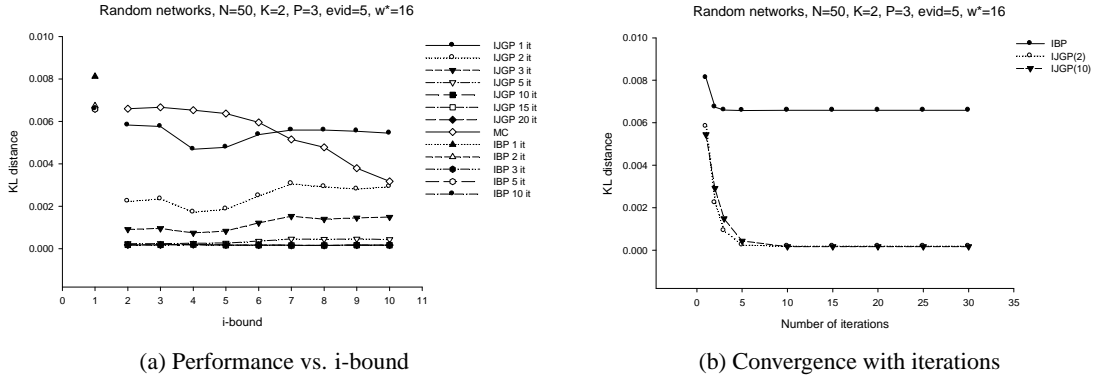 Random networks, N=50, K=2, P=3, evid=5, w*=16
KL distance
0.010
0.008
0.006
0.004
0.002
0.000
0 1 2 3 4 5 6 7 8 9 10 11
i-bound
IJGP 1 it
IJGP 2 it
IJGP 3 it
IJGP 5 it
IJGP 10 it
IJGP 15 it
IJGP 20 it
MC
IBP 1 it
IBP 2 it
IBP 3 it
IBP 5 it
IBP 10 it
(a) Performance vs. i-bound
Random networks, N=50, K=2, P=3, evid=5, w*=16
KL distance
0.010
0.008
0.006
0.004
0.002
0.000
0 5 10 15 20 25 30 35
Number of iterations
IBP
IJGP(2)
IJGP(10)
(b) Convergence with iterations